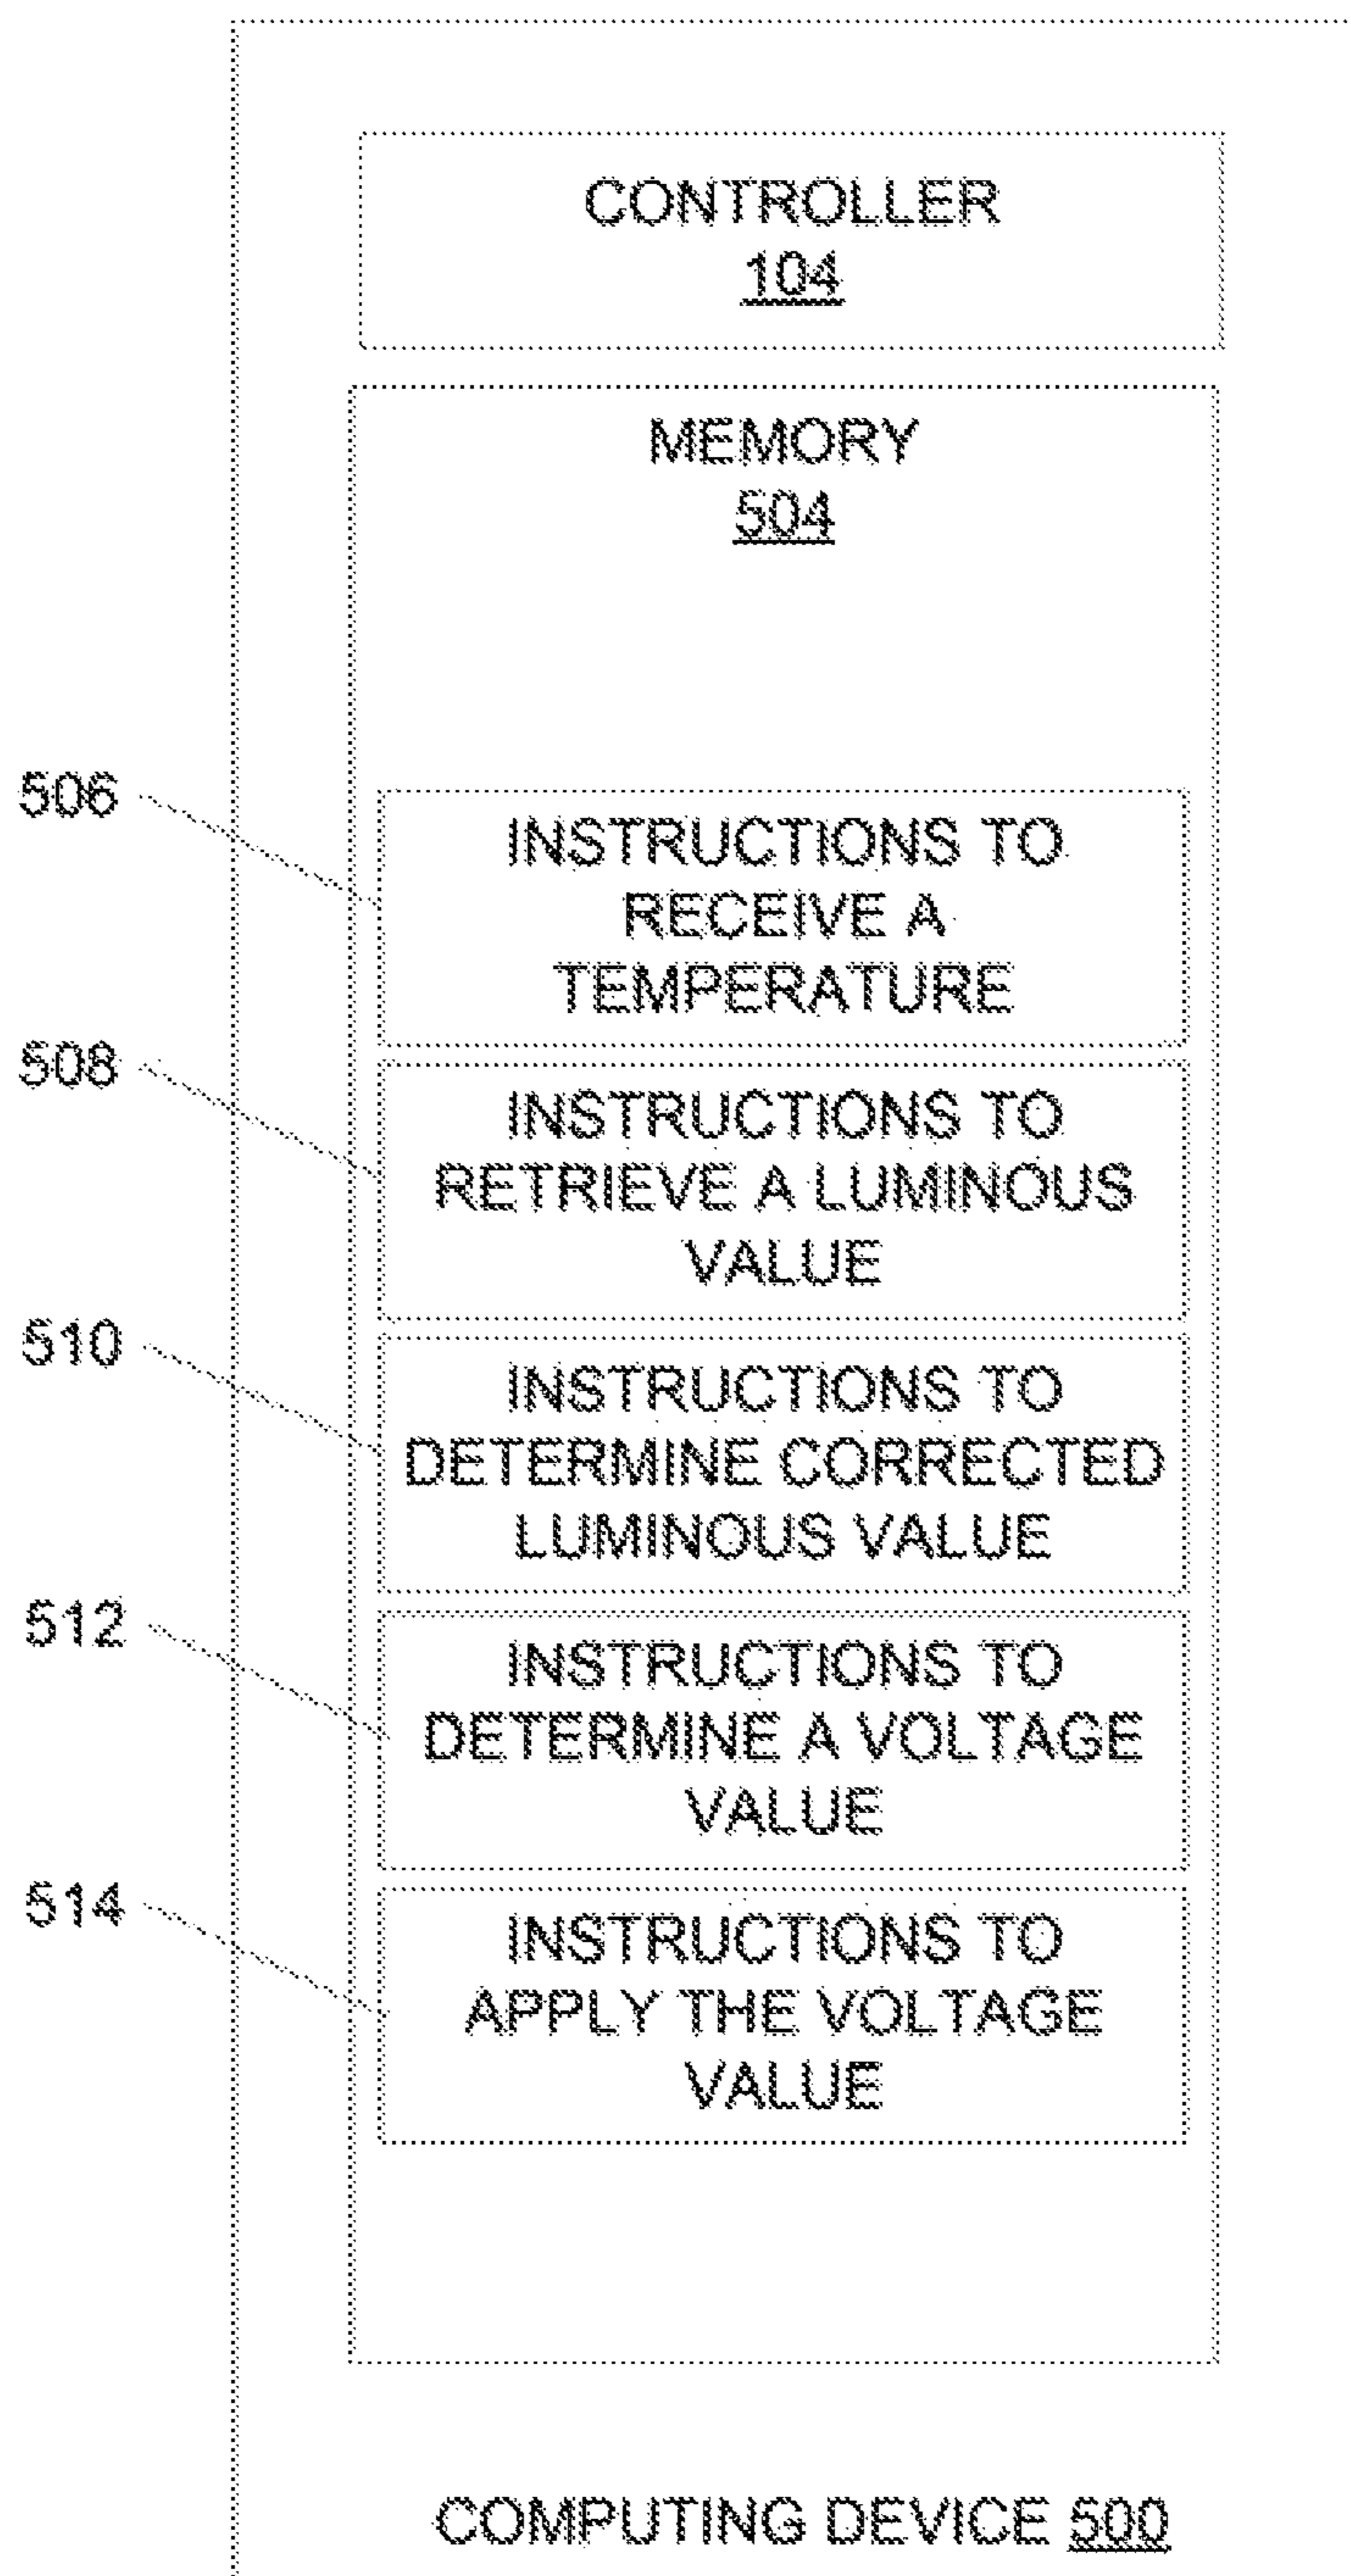 CONTROLLER
104
MEMORY
504
506
INSTRUCTIONS TO
RECEIVE A
TEMPERATURE
508
INSTRUCTIONS TO
RETRIEVE A LUMINOUS
VALUE
510
INSTRUCTIONS TO
DETERMINE CORRECTED
LUMINOUS VALUE
512
INSTRUCTIONS TO
DETERMINE A VOLTAGE
VALUE
514
INSTRUCTIONS TO
APPLY THE VOLTAGE
VALUE
COMPUTING DEVICE 500